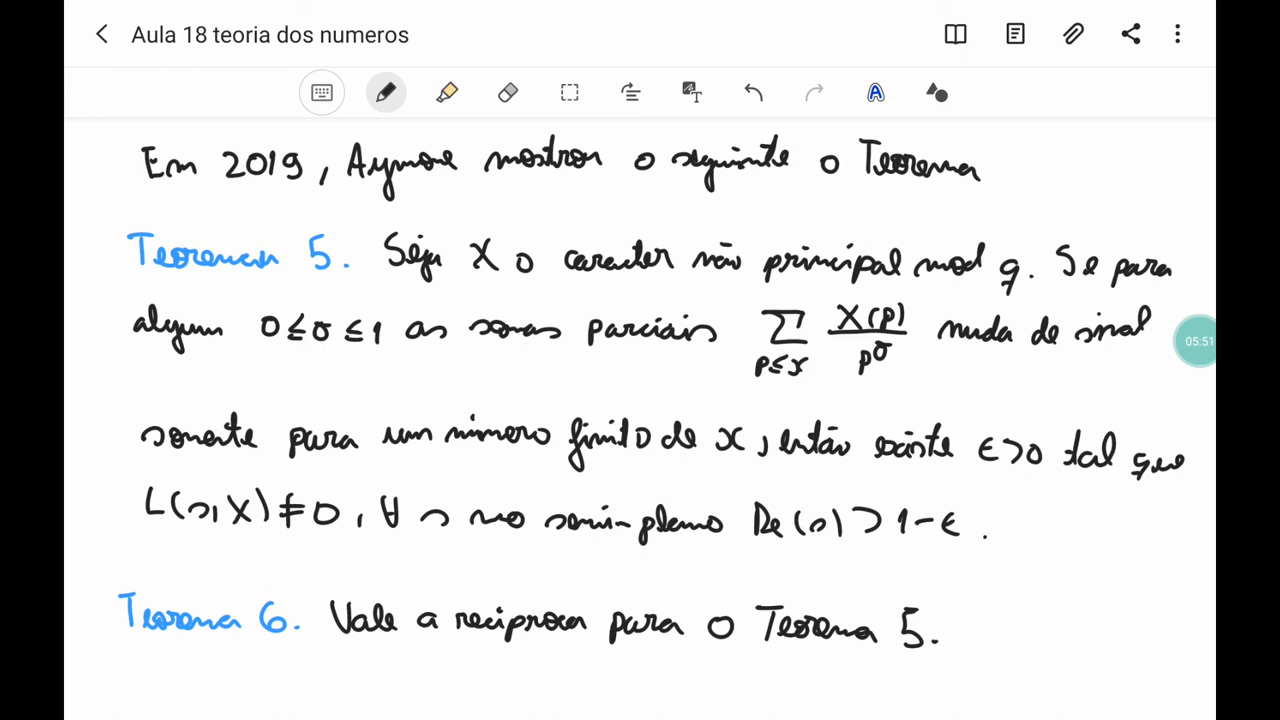 Aula 18 teoria dos numeros
Em 2019, Aymone mostrou o seguinte o Teorema
Teorema 5. Seja χ o caracter não principal mod q. Se para
algum 0 ≤ σ ≤ 1 as somas parciais ∑_{p≤x} χ(p)/p^σ muda de sinal
05:51
somente para um número finito de x, então existe ϵ>0 tal que
L(s,χ) ≠ 0, ∀ s no semi-plano Re(s) > 1-ϵ.
Teorema 6. Vale a reciproca para o Teorema 5.